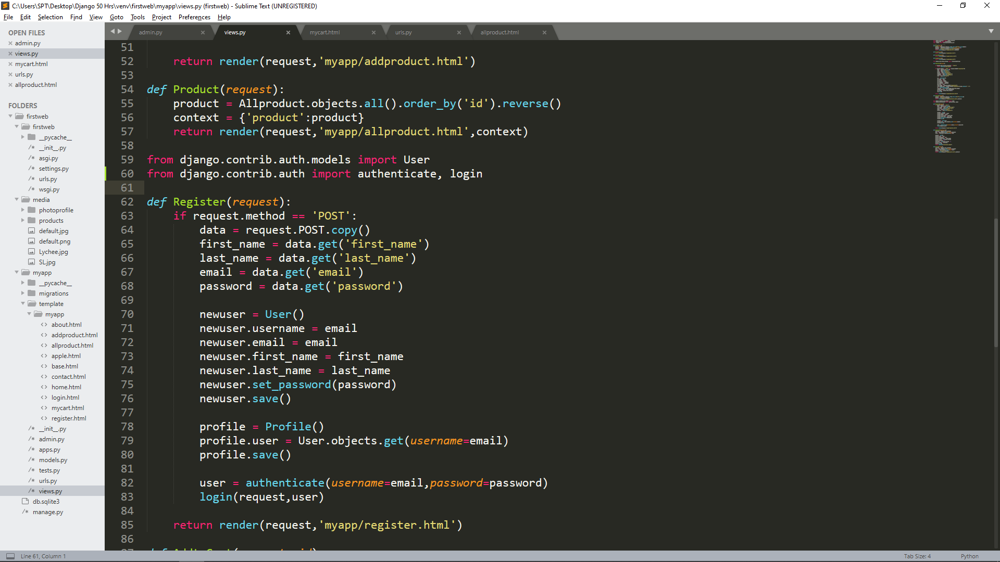 C:\Users\SPT\Desktop\Django 50 Hrs\venv\firstweb\myapp\views.py (firstweb) - Sublime Text (UNREGISTERED)
File Edit Selection Find View Goto Tools Project Preferences Help
OPEN FILES
admin.py
views.py
mycart.html
urls.py
allproduct.html
FOLDERS
firstweb
firstweb
__pycache__
__init__.py
asgi.py
settings.py
urls.py
wsgi.py
media
photoprofile
products
default.jpg
default.png
Lychee.jpg
SL.jpg
myapp
__pycache__
migrations
template
myapp
about.html
addproduct.html
allproduct.html
apple.html
base.html
contact.html
home.html
login.html
mycart.html
register.html
__init__.py
admin.py
apps.py
models.py
tests.py
urls.py
views.py
db.sqlite3
manage.py
admin.py views.py mycart.html urls.py allproduct.html
51
52 return render(request,'myapp/addproduct.html')
53
54 def Product(request):
55 product = Allproduct.objects.all().order_by('id').reverse()
56 context = {'product':product}
57 return render(request,'myapp/allproduct.html',context)
58
59 from django.contrib.auth.models import User
60 from django.contrib.auth import authenticate, login
61
62 def Register(request):
63 if request.method == 'POST':
64 data = request.POST.copy()
65 first_name = data.get('first_name')
66 last_name = data.get('last_name')
67 email = data.get('email')
68 password = data.get('password')
69
70 newuser = User()
71 newuser.username = email
72 newuser.email = email
73 newuser.first_name = first_name
74 newuser.last_name = last_name
75 newuser.set_password(password)
76 newuser.save()
77
78 profile = Profile()
79 profile.user = User.objects.get(username=email)
80 profile.save()
81
82 user = authenticate(username=email,password=password)
83 login(request,user)
84
85 return render(request,'myapp/register.html')
86
Line 61, Column 1
Tab Size: 4 Python